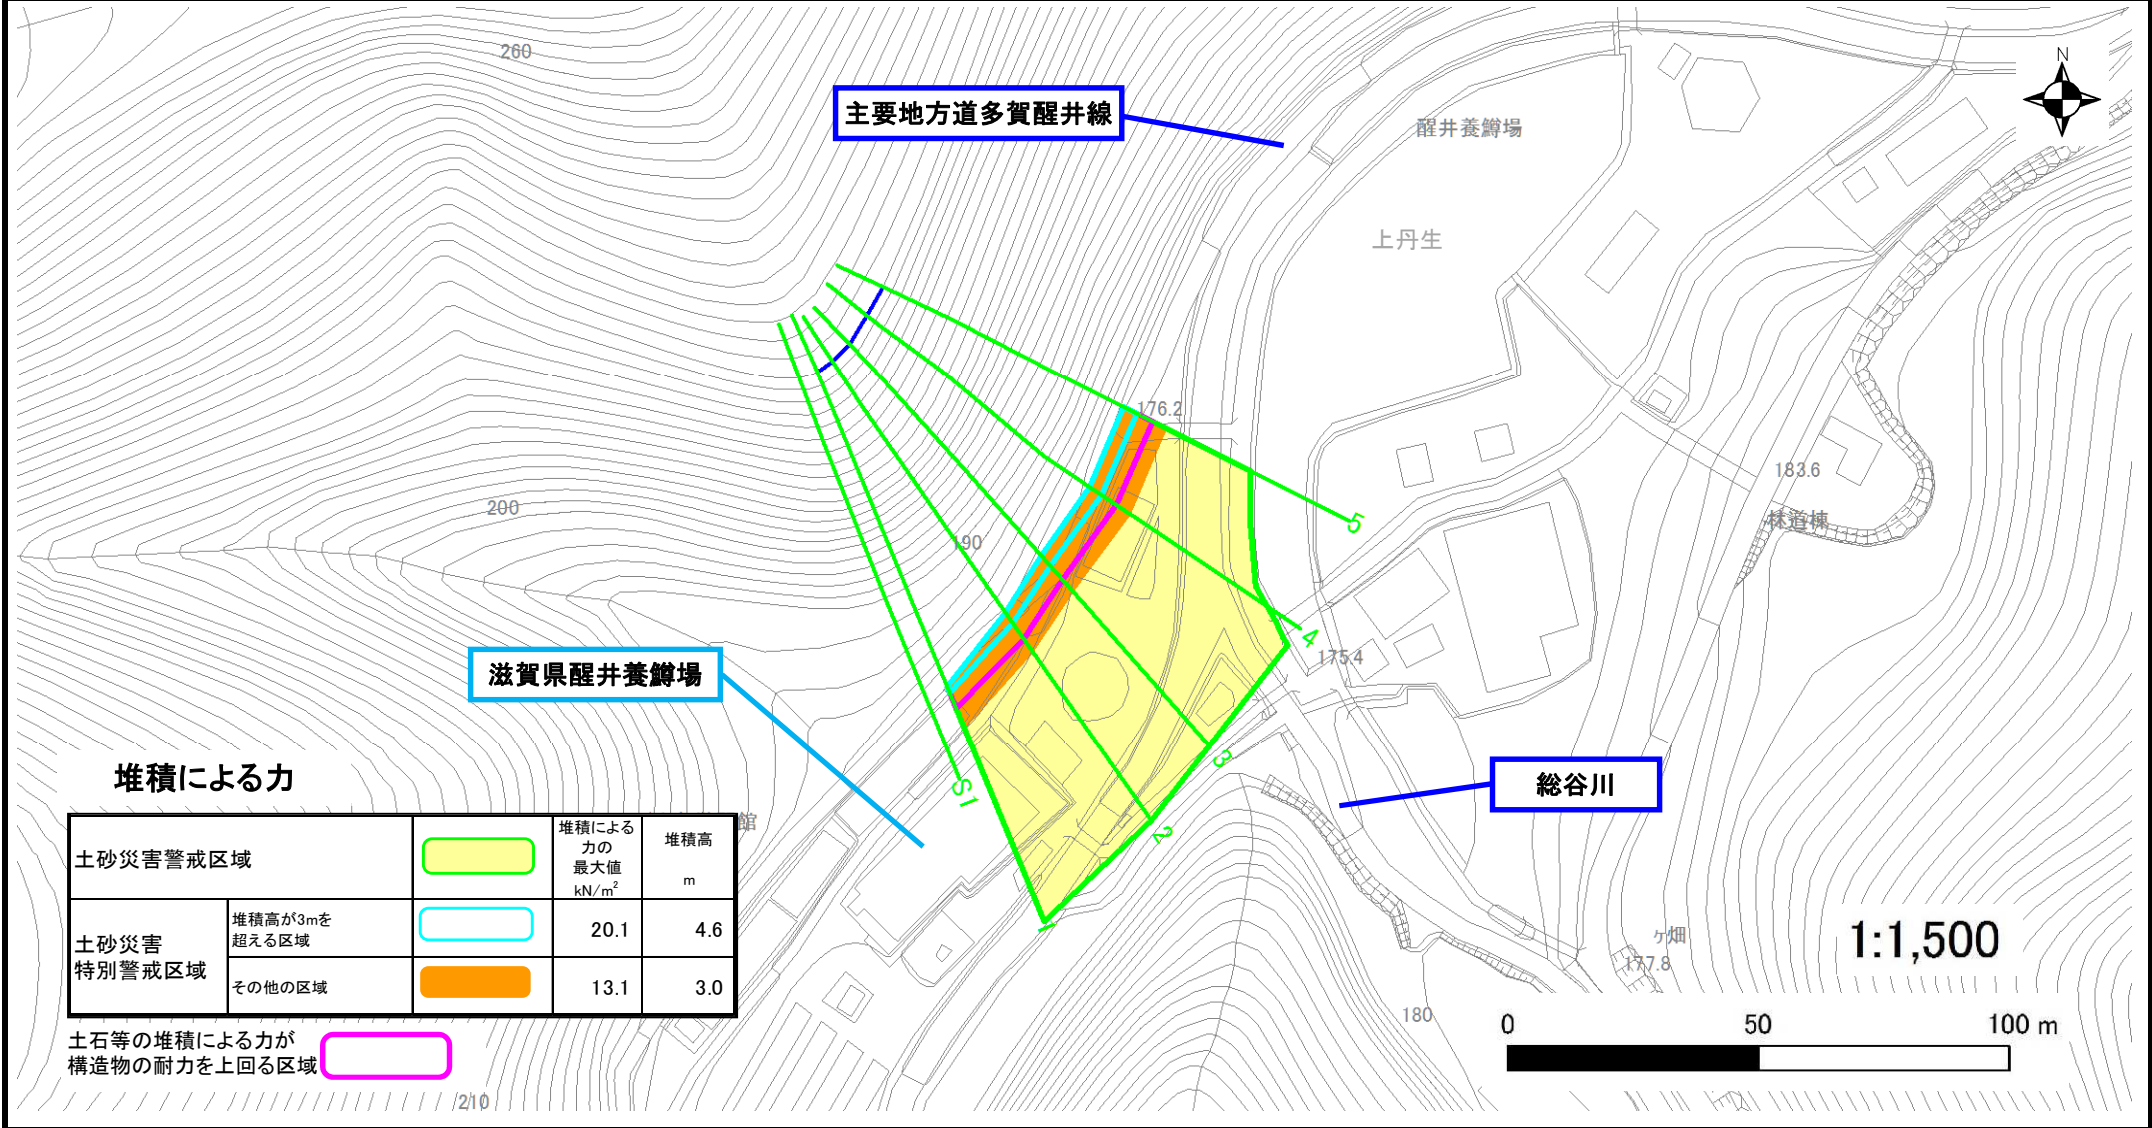 260
主要地方道多賀醒井線
醒井養鱒場
N
上丹生
176.2
200
190
5
183.6
林道棟
4
175.4
滋賀県醒井養鱒場
3
S1
2
総谷川
1
館
堆積による力
土砂災害警戒区域
堆積による
力の
最大値
kN/m²
堆積高
m
土砂災害
特別警戒区域
堆積高が3mを
超える区域
20.1
4.6
その他の区域
13.1
3.0
土石等の堆積による力が
構造物の耐力を上回る区域
210
180
ヶ畑
177.8
1:1,500
0
50
100 m